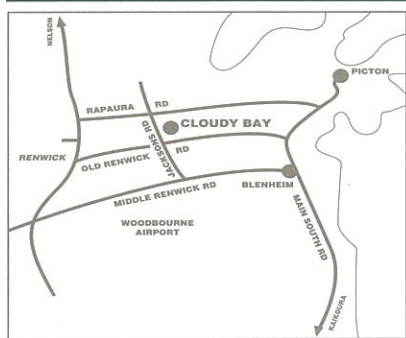 NELSON
PICTON
RAPAURA RD
CLOUDY BAY
JACKSONS RD
RENWICK
OLD RENWICK RD
MIDDLE RENWICK RD
BLENHEIM
WOODBOURNE
AIRPORT
MAIN SOUTH RD
KAIKOURA